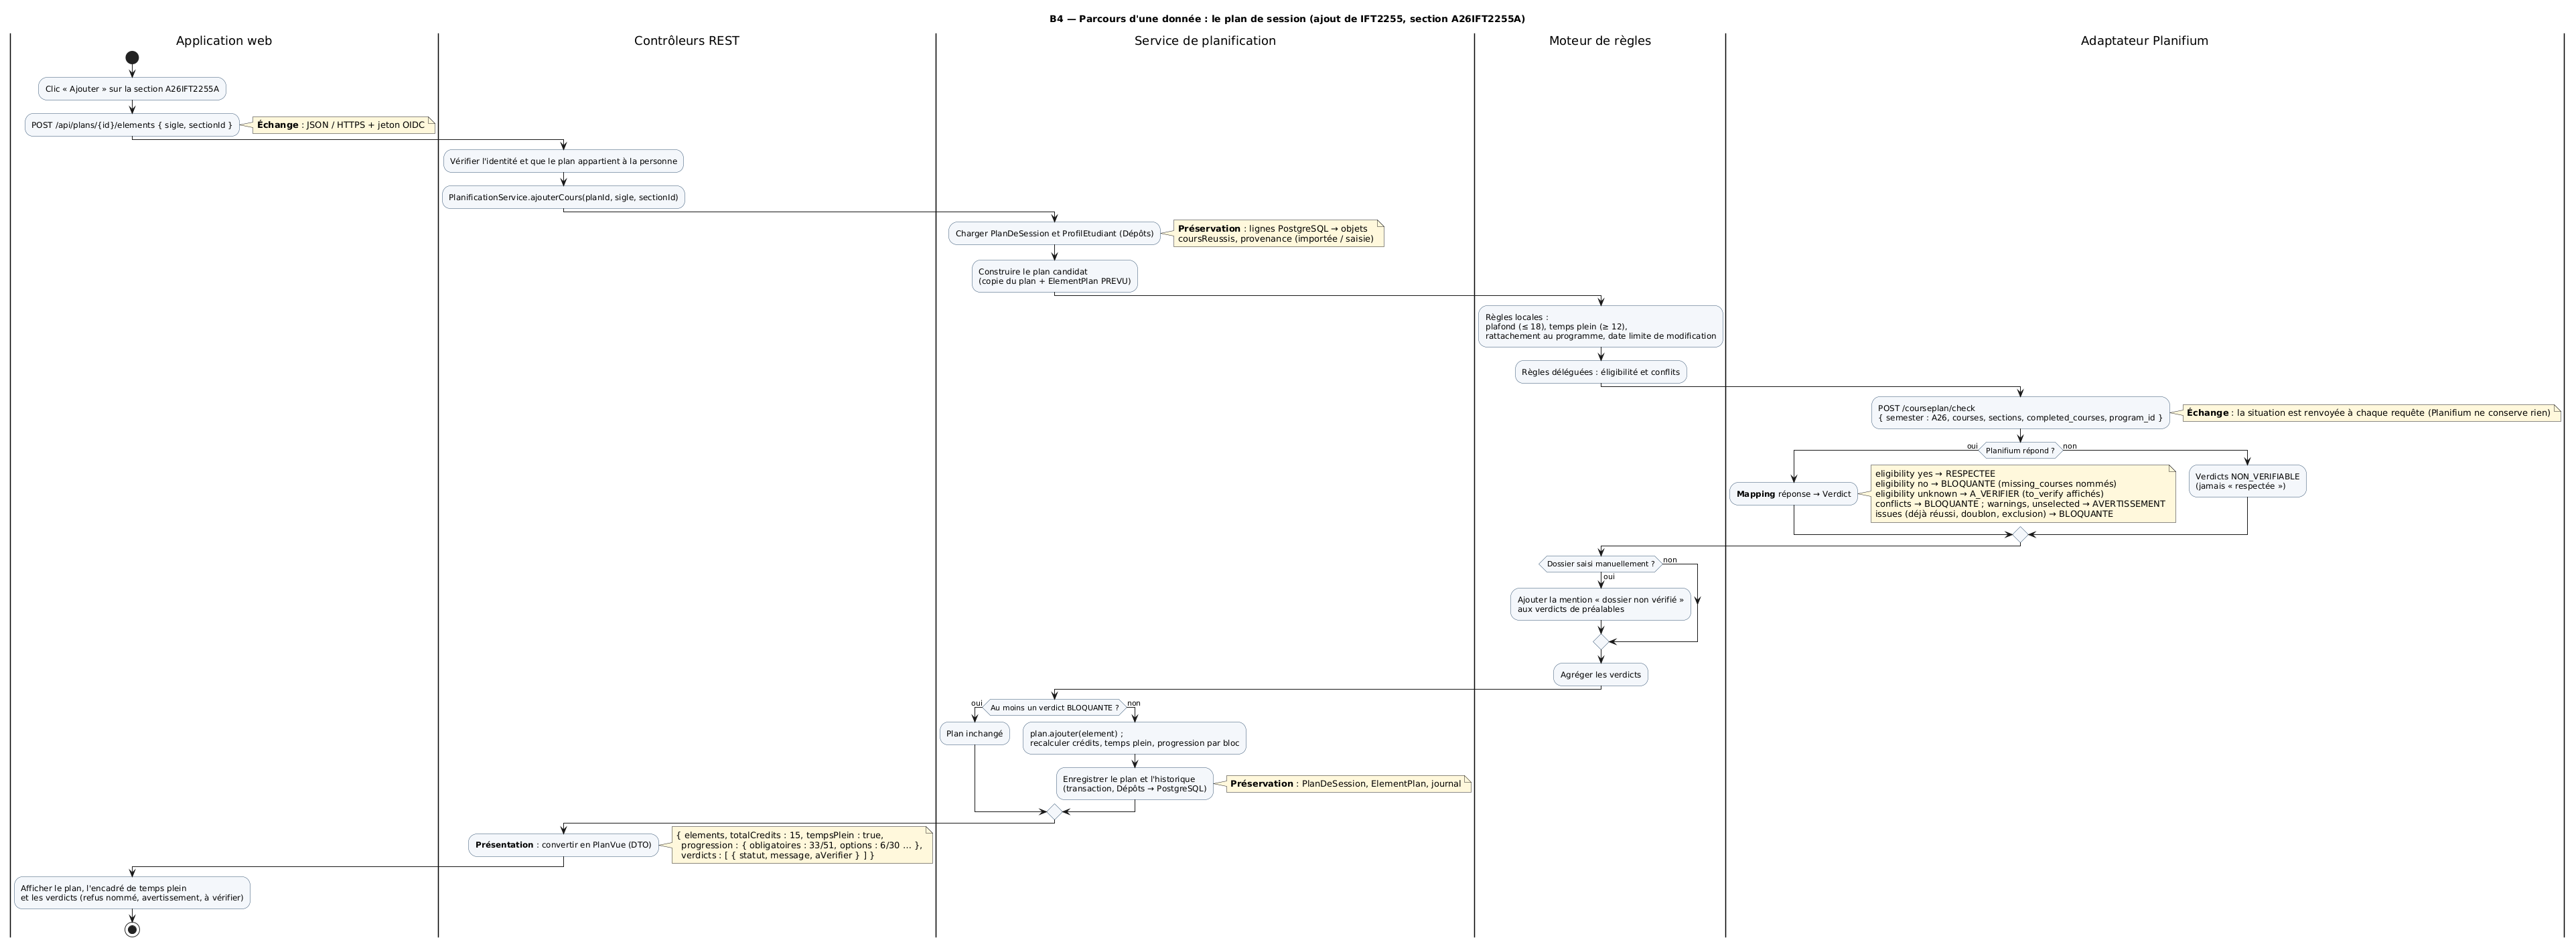 B4 — Parcours d'une donnée : le plan de session (ajout de IFT2255, section A26IFT2255A)
Application web
Contrôleurs REST
Service de planification
Moteur de règles
Adaptateur Planifium
Clic « Ajouter » sur la section A26IFT2255A
POST /api/plans/{id}/elements { sigle, sectionId }
Échange : JSON / HTTPS + jeton OIDC
Vérifier l'identité et que le plan appartient à la personne
PlanificationService.ajouterCours(planId, sigle, sectionId)
Charger PlanDeSession et ProfilEtudiant (Dépôts)
Préservation : lignes PostgreSQL → objets
coursReussis, provenance (importée / saisie)
Construire le plan candidat
(copie du plan + ElementPlan PREVU)
Règles locales :
plafond (≤ 18), temps plein (≥ 12),
rattachement au programme, date limite de modification
Règles déléguées : éligibilité et conflits
POST /courseplan/check
{ semester : A26, courses, sections, completed_courses, program_id }
Échange : la situation est renvoyée à chaque requête (Planifium ne conserve rien)
Planifium répond ?
oui
non
Mapping réponse → Verdict
eligibility yes → RESPECTEE
eligibility no → BLOQUANTE (missing_courses nommés)
eligibility unknown → A_VERIFIER (to_verify affichés)
conflicts → BLOQUANTE ; warnings, unselected → AVERTISSEMENT
issues (déjà réussi, doublon, exclusion) → BLOQUANTE
Verdicts NON_VERIFIABLE
(jamais « respectée »)
Dossier saisi manuellement ?
non
oui
Ajouter la mention « dossier non vérifié »
aux verdicts de préalables
Agréger les verdicts
Au moins un verdict BLOQUANTE ?
oui
non
Plan inchangé
plan.ajouter(element) ;
recalculer crédits, temps plein, progression par bloc
Enregistrer le plan et l'historique
(transaction, Dépôts → PostgreSQL)
Préservation : PlanDeSession, ElementPlan, journal
Présentation : convertir en PlanVue (DTO)
{ elements, totalCredits : 15, tempsPlein : true,
progression : { obligatoires : 33/51, options : 6/30 ... },
verdicts : [ { statut, message, aVerifier } ] }
Afficher le plan, l'encadré de temps plein
et les verdicts (refus nommé, avertissement, à vérifier)